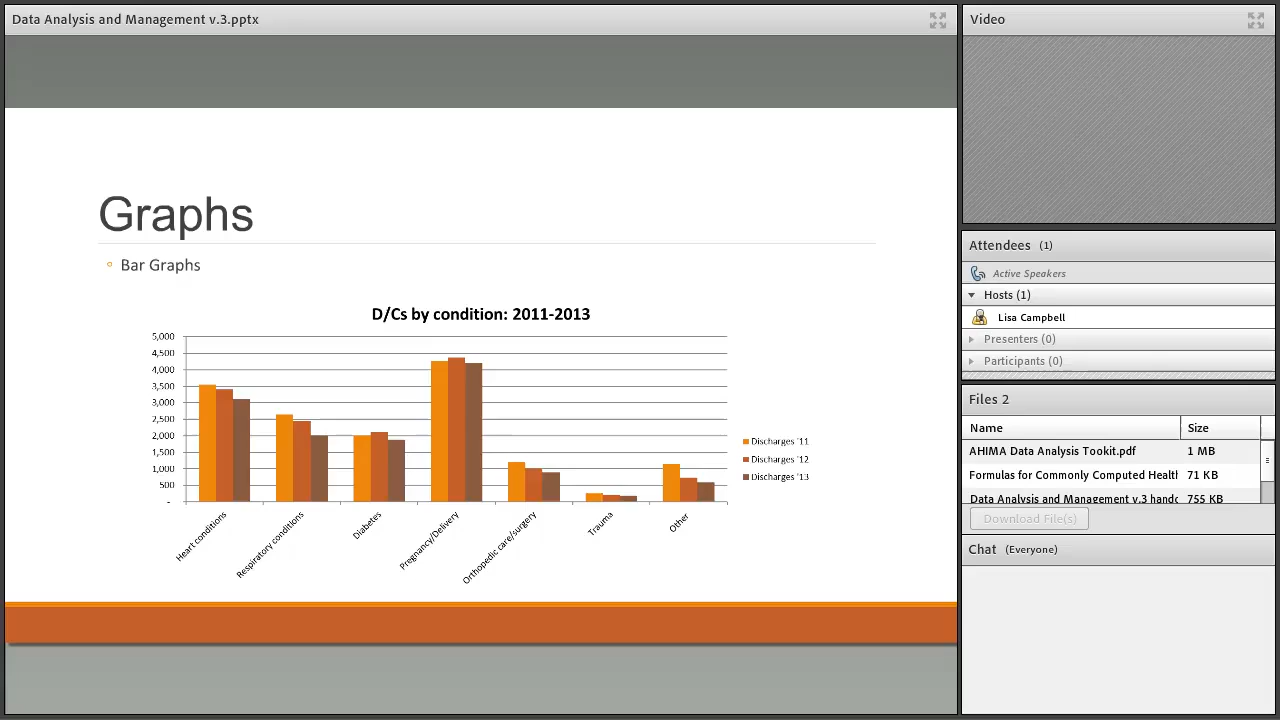 Data Analysis and Management v.3.pptx
Graphs
Bar Graphs
D/Cs by condition: 2011-2013
5,000
4,500
4,000
3,500
3,000
2,500
2,000
1,500
1,000
500
-
Heart conditions
Respiratory conditions
Diabetes
Pregnancy/Delivery
Orthopedic care/surgery
Trauma
Other
Discharges '11
Discharges '12
Discharges '13
Video
Attendees (1)
Active Speakers
Hosts (1)
Lisa Campbell
Presenters (0)
Participants (0)
Files 2
Name Size
AHIMA Data Analysis Tookit.pdf 1 MB
Formulas for Commonly Computed Health 71 KB
Data Analysis and Management v.3 hando 755 KB
Download File(s)
Chat (Everyone)